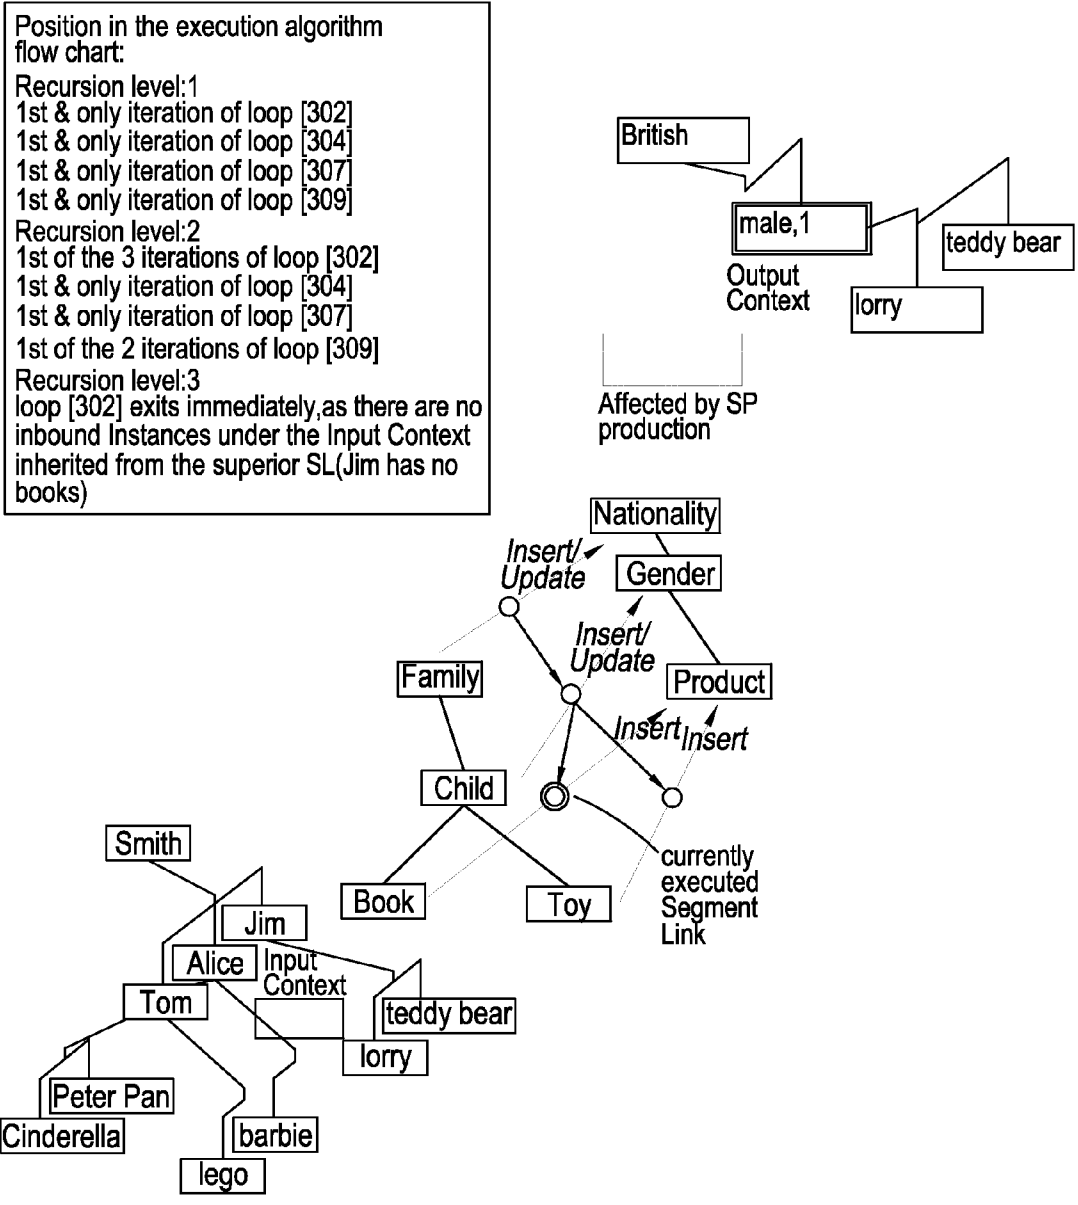 Position in the execution algorithm
flow chart:
Recursion level:1
1st & only iteration of loop [302]
1st & only iteration of loop [304]
1st & only iteration of loop [307]
1st & only iteration of loop [309]
Recursion level:2
1st of the 3 iterations of loop [302]
1st & only iteration of loop [304]
1st & only iteration of loop [307]
1st of the 2 iterations of loop [309]
Recursion level:3
loop [302] exits immediately,as there are no
inbound Instances under the Input Context
inherited from the superior SL(Jim has no
books)
British
male,1
teddy bear
Output
Context
lorry
Affected by SP
production
Nationality
Insert/
Update
Gender
Insert/
Update
Family
Product
Insert
Insert
Child
Book
Toy
currently
executed
Segment
Link
Smith
Jim
Alice
Input
Context
Tom
teddy bear
lorry
Peter Pan
Cinderella
barbie
lego